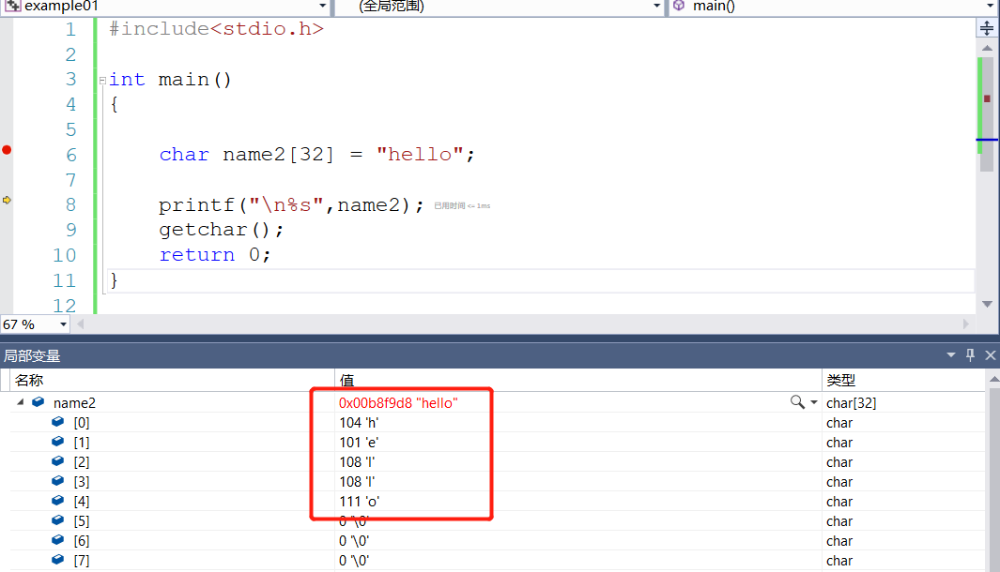 example01 (全局范围) main()
1 #include<stdio.h>
2
3 int main()
4 {
5
6 char name2[32] = "hello";
7
8 printf("\n%s",name2); 已用时间 <= 1ms
9 getchar();
10 return 0;
11 }
12
67 %
局部变量
名称 值 类型
name2 0x00b8f9d8 "hello" char[32]
[0] 104 'h' char
[1] 101 'e' char
[2] 108 'l' char
[3] 108 'l' char
[4] 111 'o' char
[5] 0 '\0' char
[6] 0 '\0' char
[7] 0 '\0' char